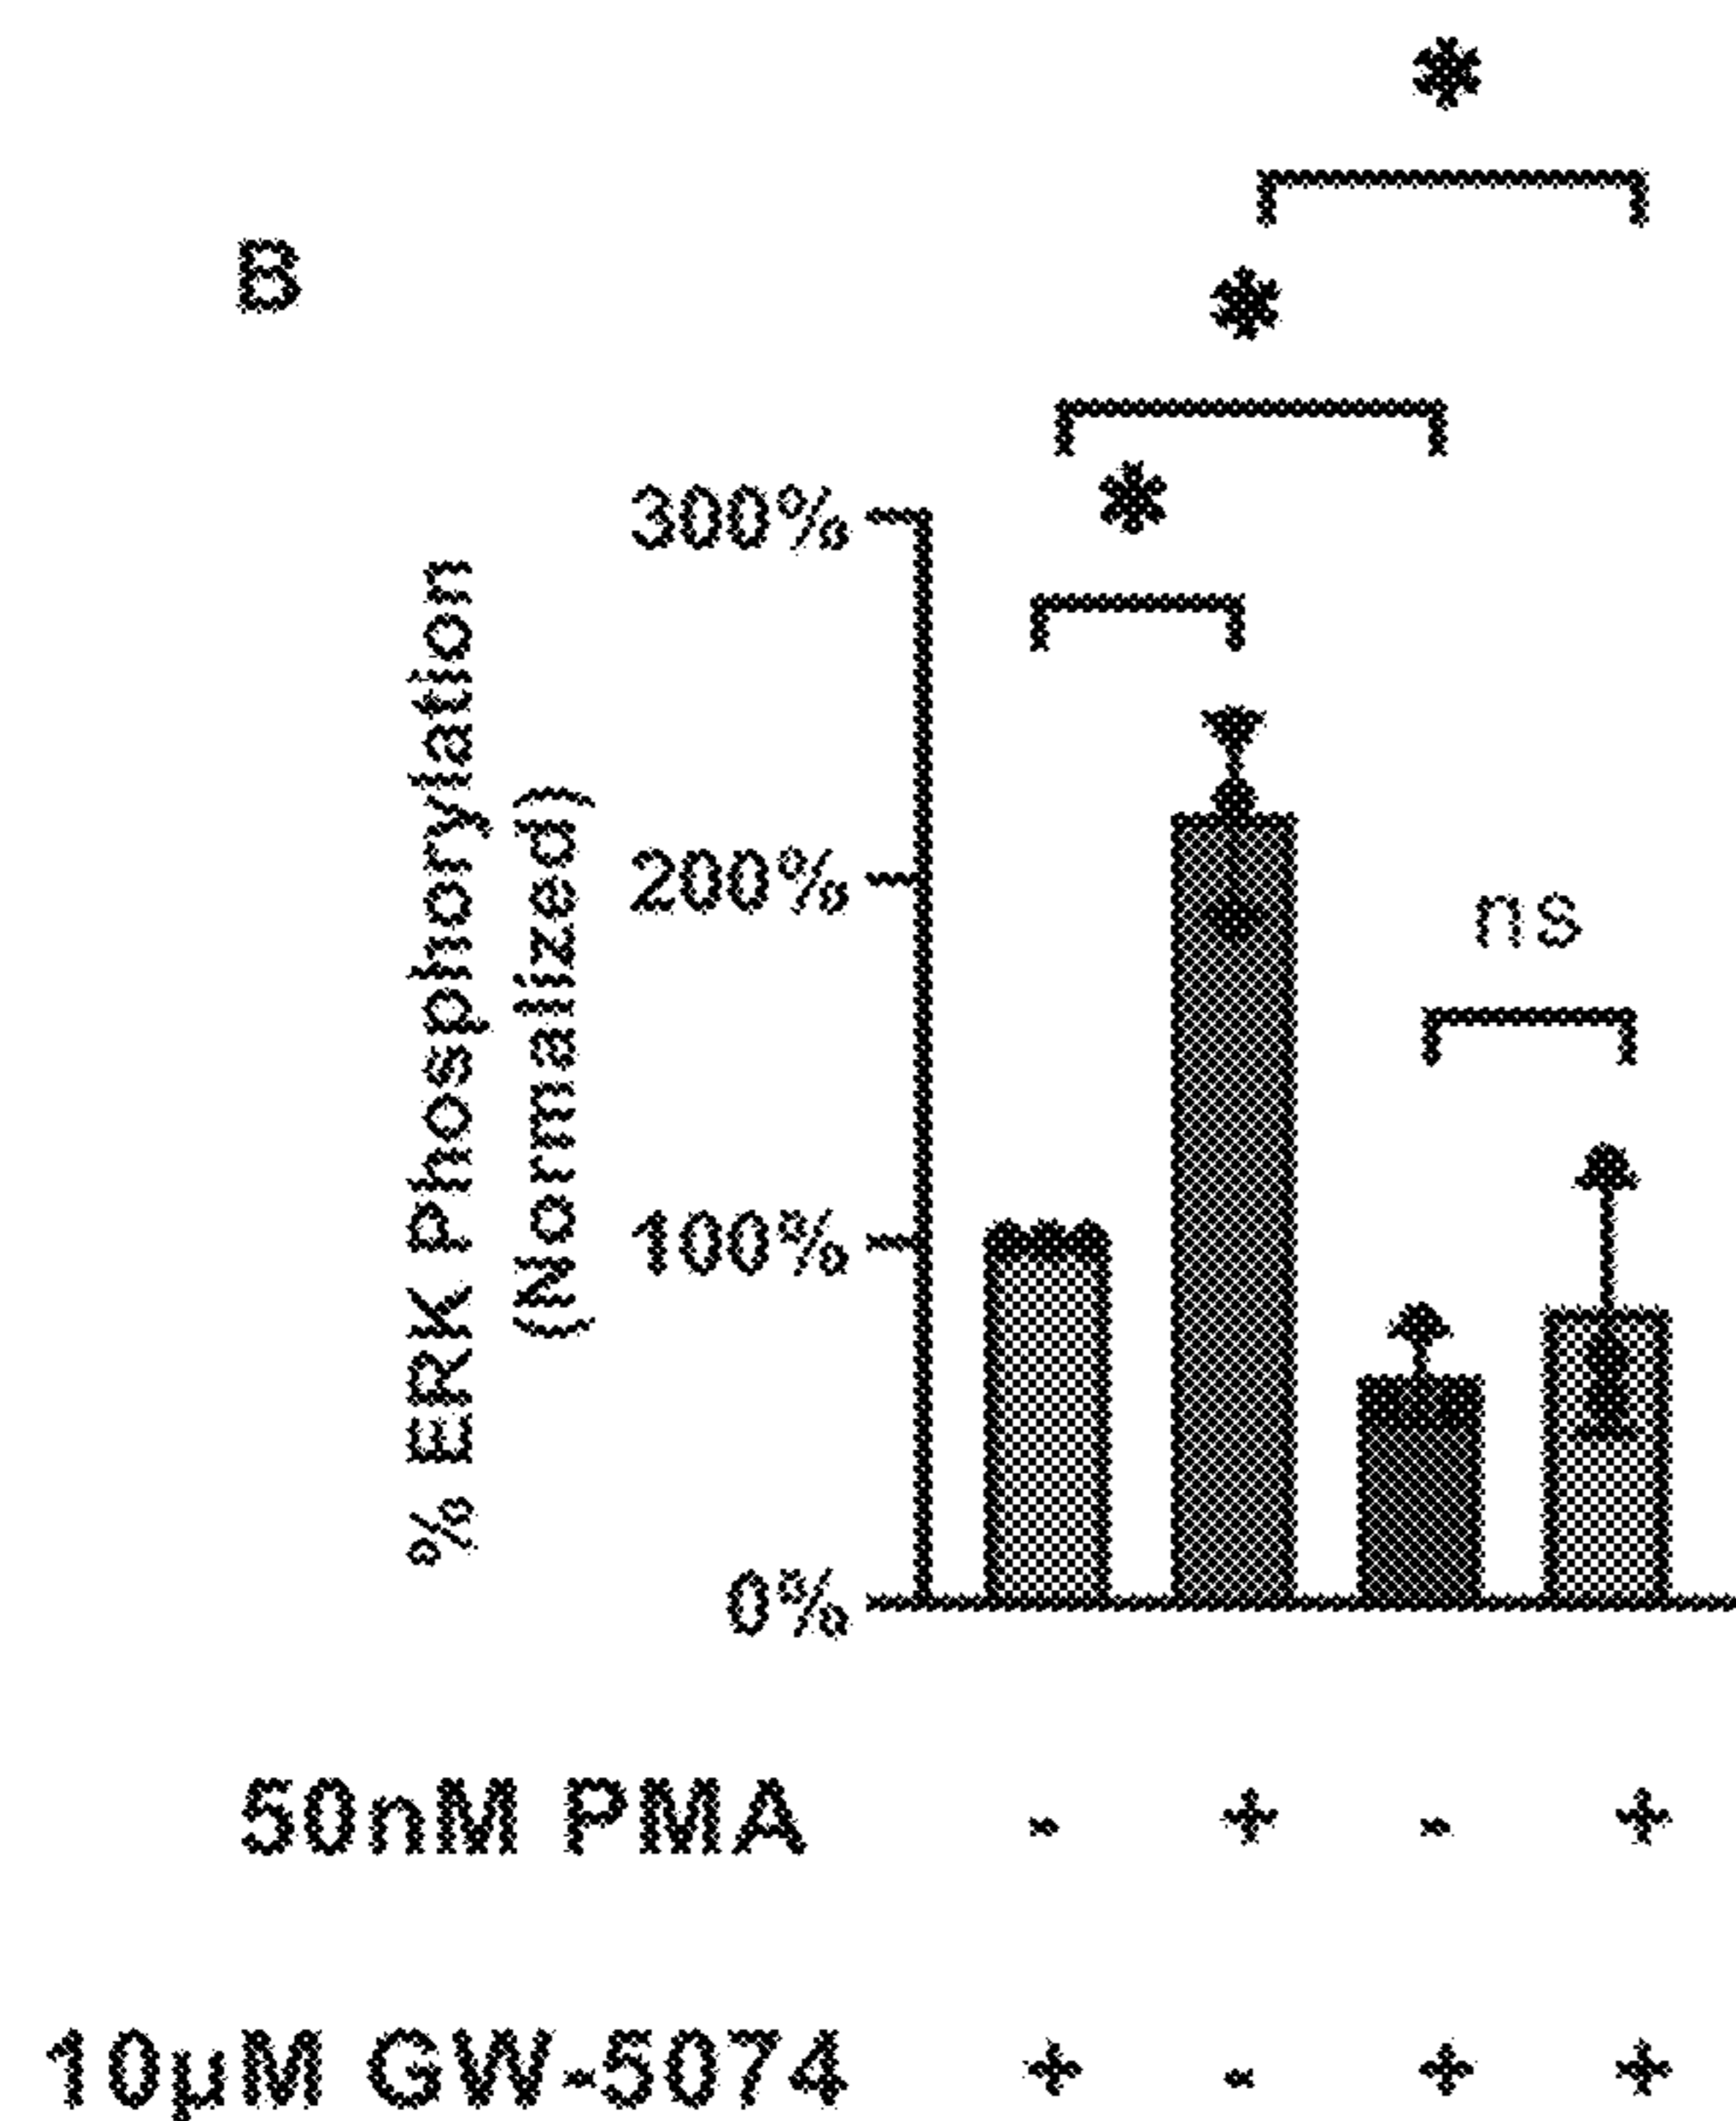 *
B
*
*
300%
200%
100%
0%
% ERK Phosphorylation
(Normalized)
ns
50nM PMA - + - +
10µM GW-5074 + - + +